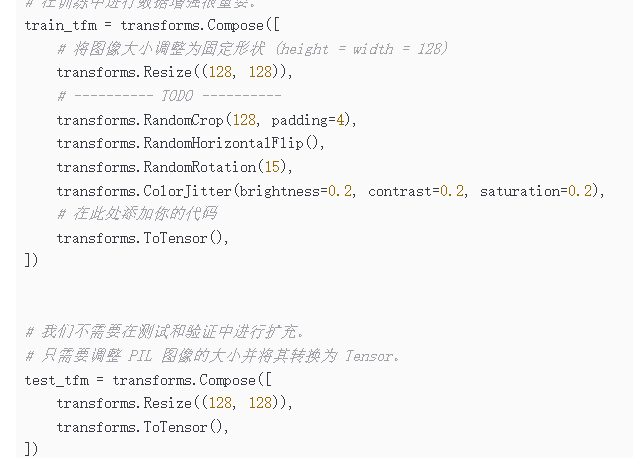 # 在训练中进行数据增强很重要。
train_tfm = transforms.Compose([
    # 将图像大小调整为固定形状 (height = width = 128)
    transforms.Resize((128, 128)),
    # ---------- TODO ----------
    transforms.RandomCrop(128, padding=4),
    transforms.RandomHorizontalFlip(),
    transforms.RandomRotation(15),
    transforms.ColorJitter(brightness=0.2, contrast=0.2, saturation=0.2),
    # 在此处添加你的代码
    transforms.ToTensor(),
])
# 我们不需要在测试和验证中进行扩充。
# 只需要调整 PIL 图像的大小并将其转换为 Tensor。
test_tfm = transforms.Compose([
    transforms.Resize((128, 128)),
    transforms.ToTensor(),
])